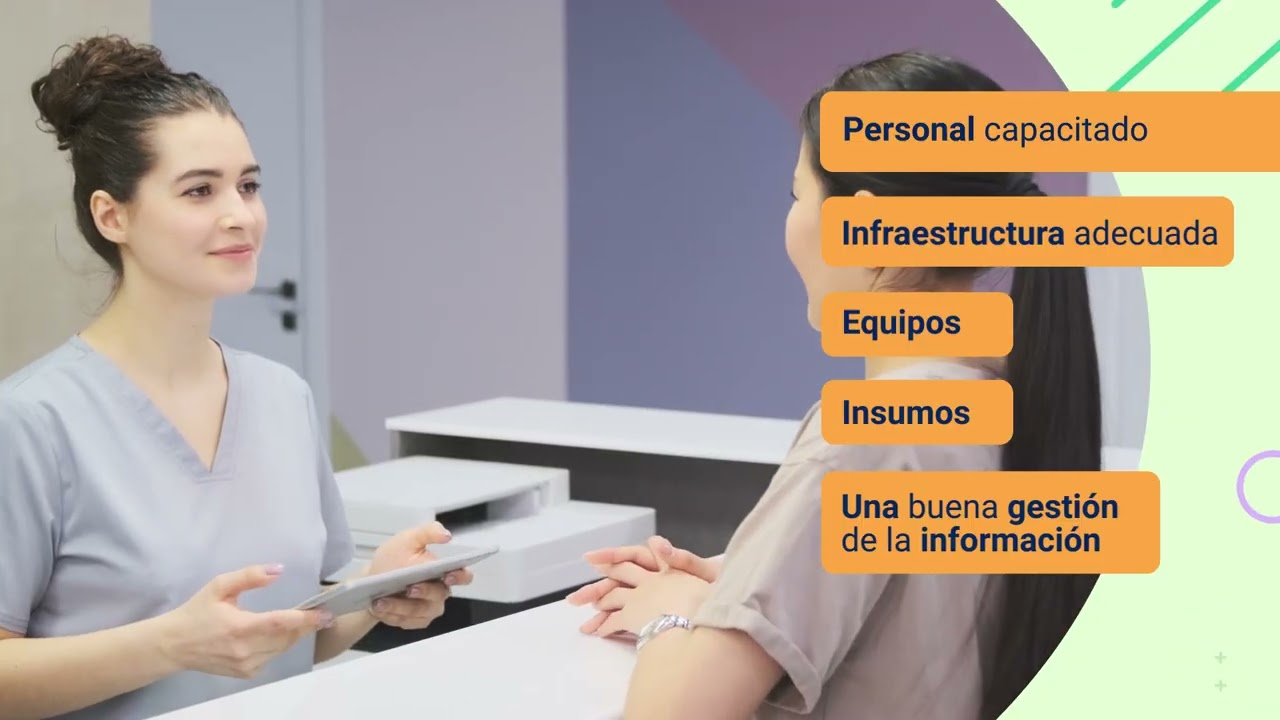 Personal capacitado
Infraestructura adecuada
Equipos
Insumos
Una buena gestión
de la información